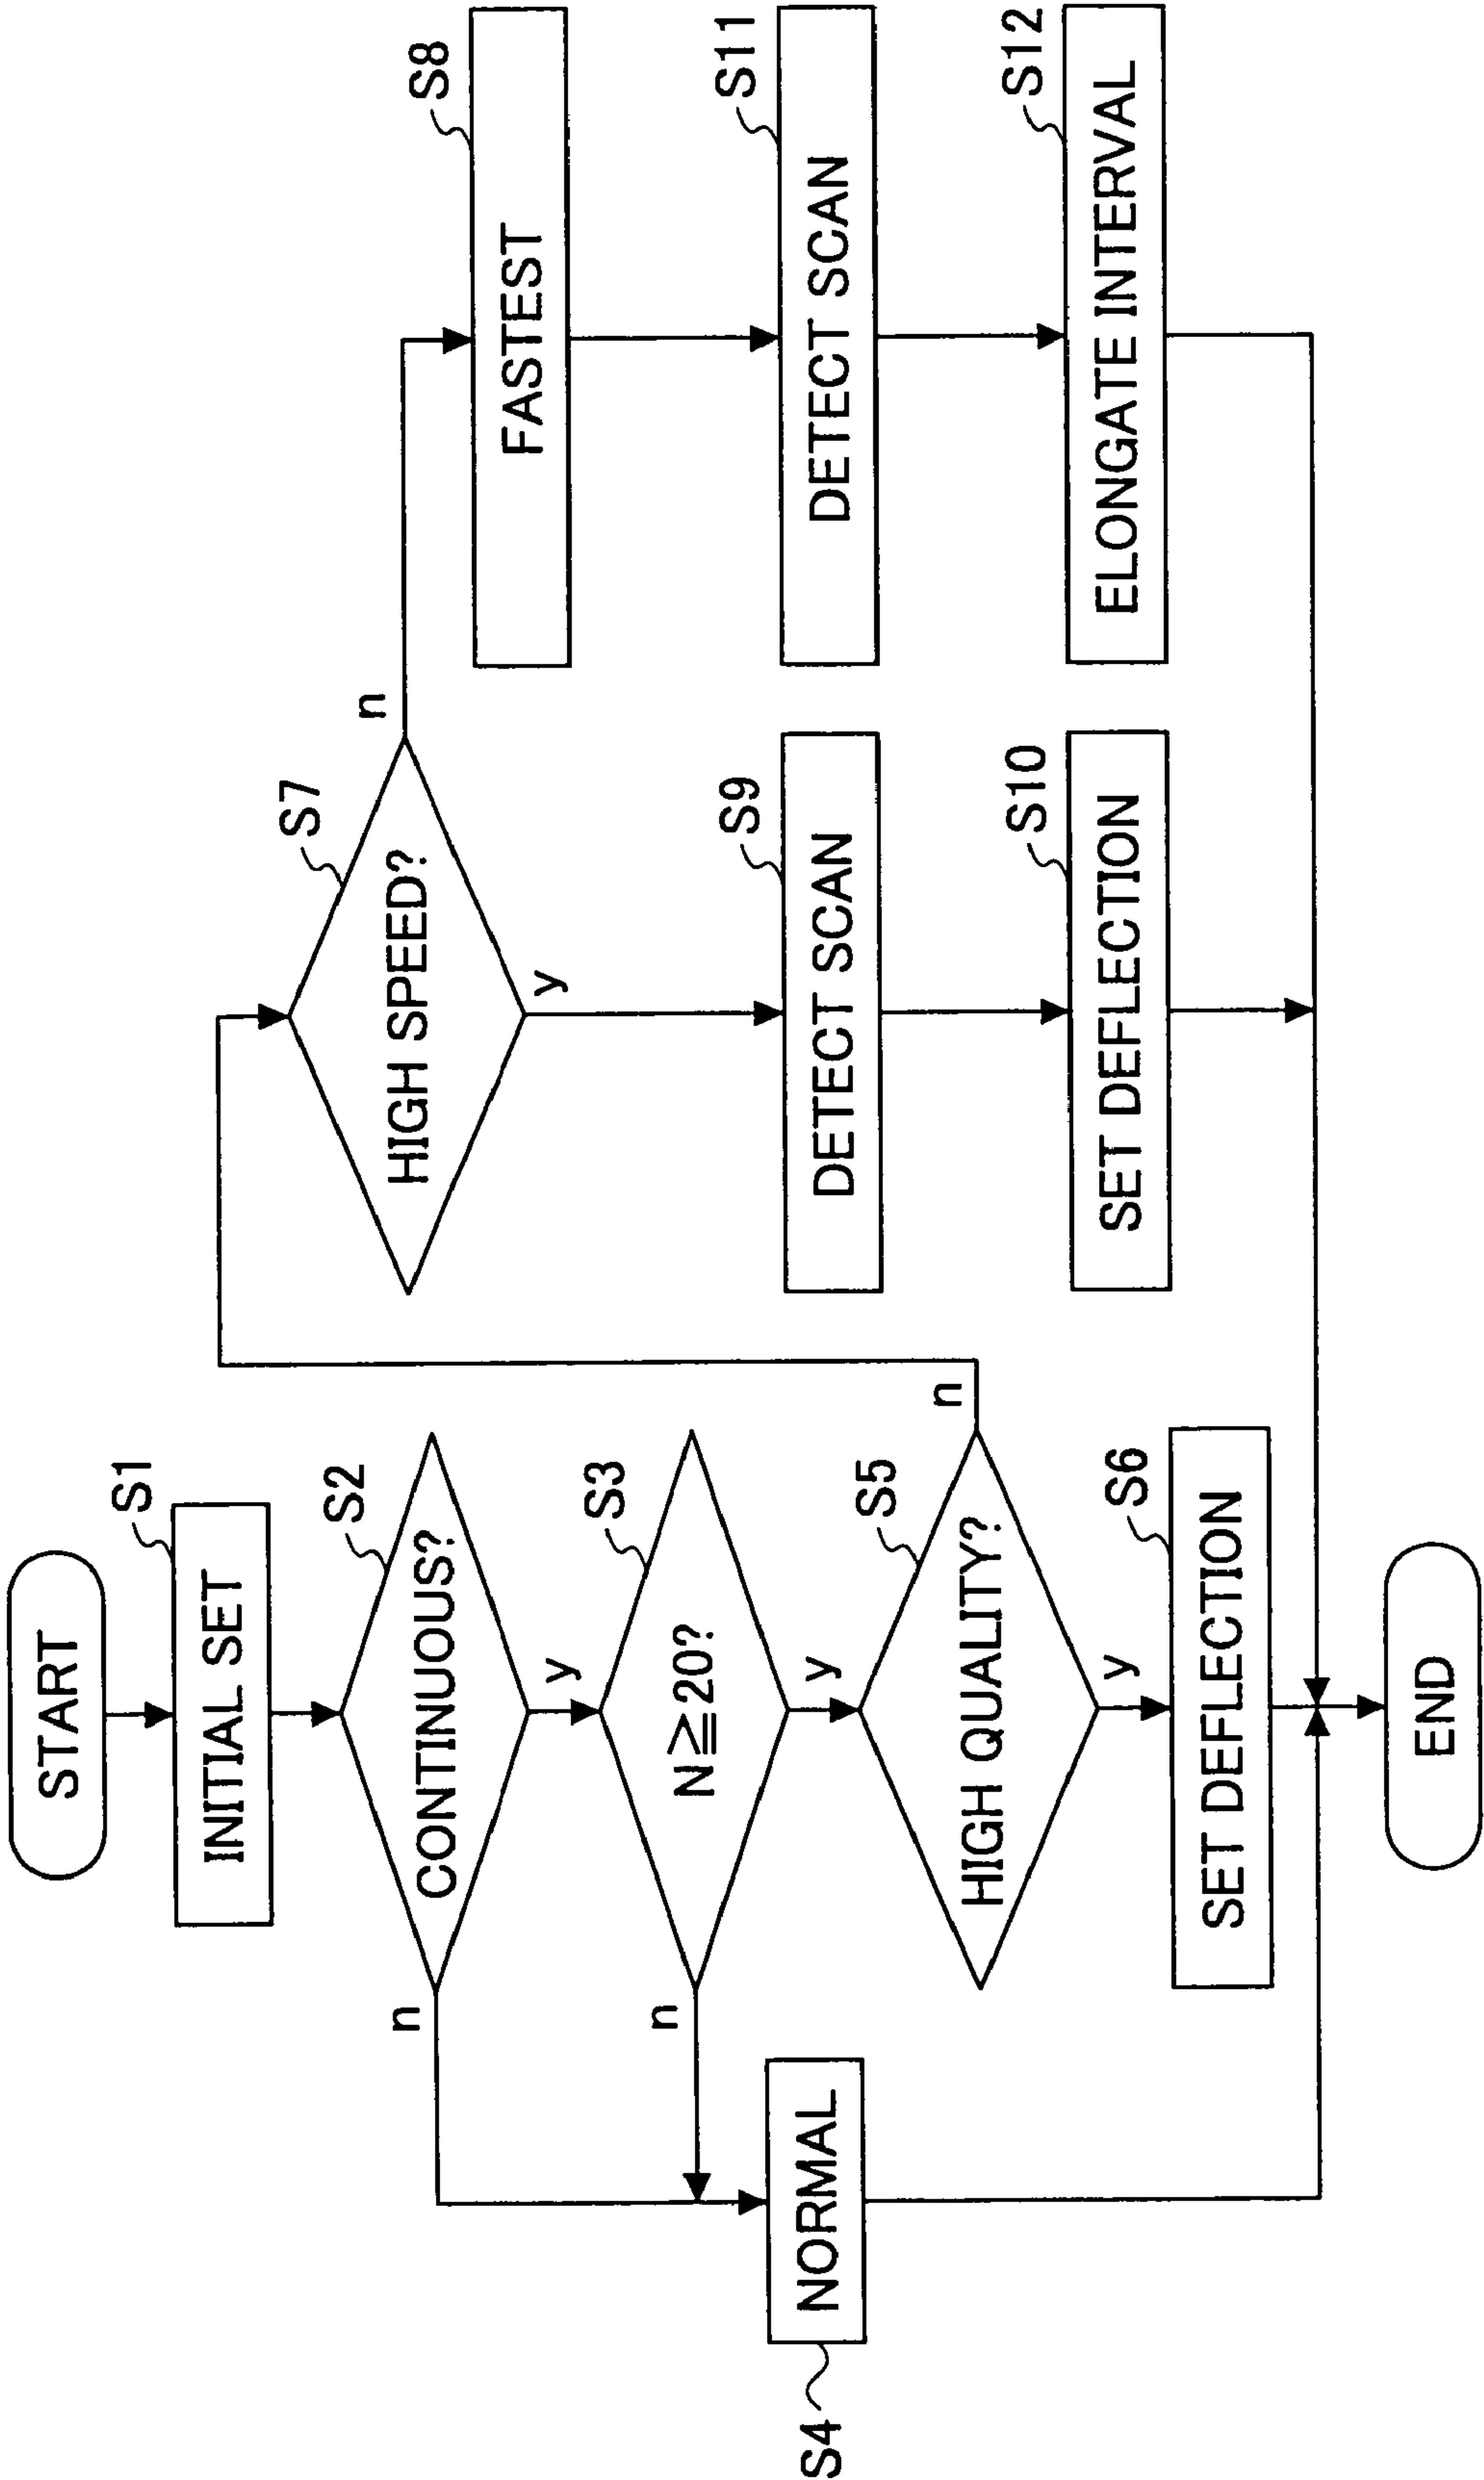 START
S1
INITIAL SET
S2
CONTINUOUS?
n
y
S3
N≧20?
n
y
S4
NORMAL
S5
HIGH QUALITY?
n
y
S6
SET DEFLECTION
END
S7
HIGH SPEED?
n
y
S8
FASTEST
S9
DETECT SCAN
S10
SET DEFLECTION
S11
DETECT SCAN
S12
ELONGATE INTERVAL